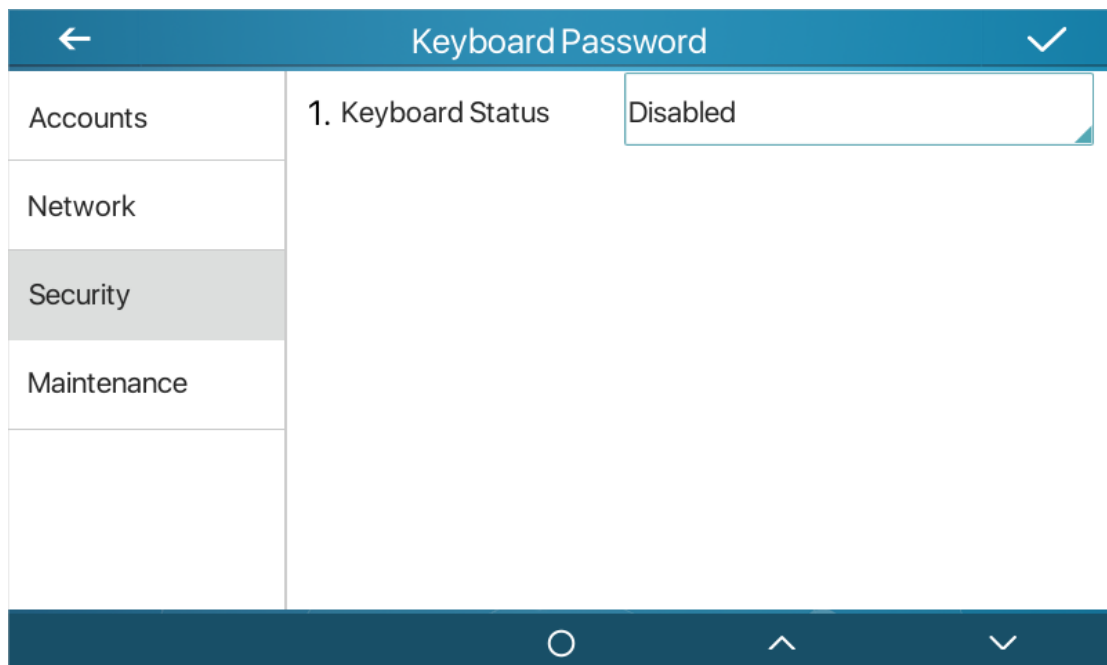 Keyboard Password
Accounts
Network
Security
Maintenance
1. Keyboard Status
Disabled